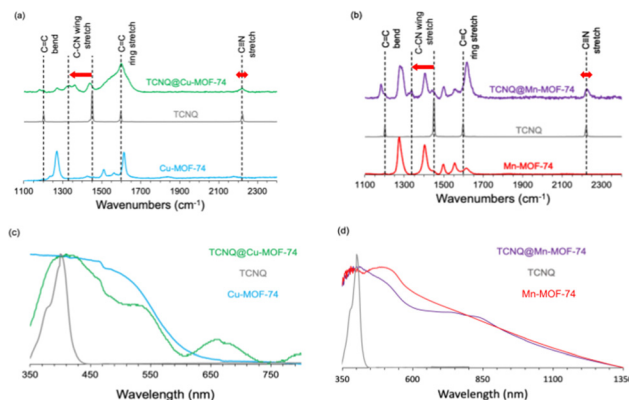 (a)
C=C bend
C-CN wing stretch
C=C ring stretch
C≡N stretch
TCNQ@Cu-MOF-74
TCNQ
Cu-MOF-74
1100 1300 1500 1700 1900 2100 2300
Wavenumbers (cm⁻¹)
(b)
C=C bend
C-CN wing stretch
C=C ring stretch
C≡N stretch
TCNQ@Mn-MOF-74
TCNQ
Mn-MOF-74
1100 1300 1500 1700 1900 2100 2300
Wavenumbers (cm⁻¹)
(c)
TCNQ@Cu-MOF-74
TCNQ
Cu-MOF-74
350 450 550 650 750
Wavelength (nm)
(d)
TCNQ@Mn-MOF-74
TCNQ
Mn-MOF-74
350 600 850 1100 1350
Wavelength (nm)